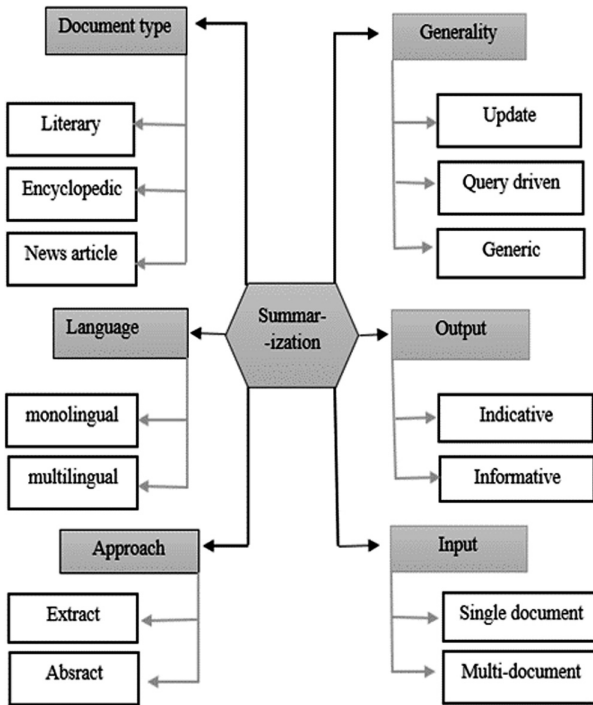 Document type
Literary
Encyclopedic
News article
Language
monolingual
multilingual
Approach
Extract
Absract
Summar-
-ization
Generality
Update
Query driven
Generic
Output
Indicative
Informative
Input
Single document
Multi-document